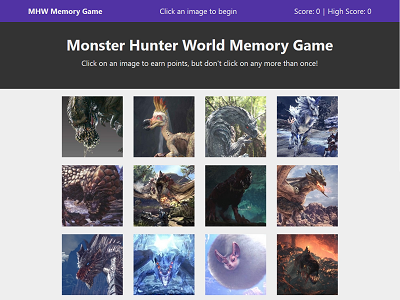 MHW Memory Game
Click an image to begin
Score: 0 | High Score: 0
Monster Hunter World Memory Game
Click on an image to earn points, but don't click on any more than once!